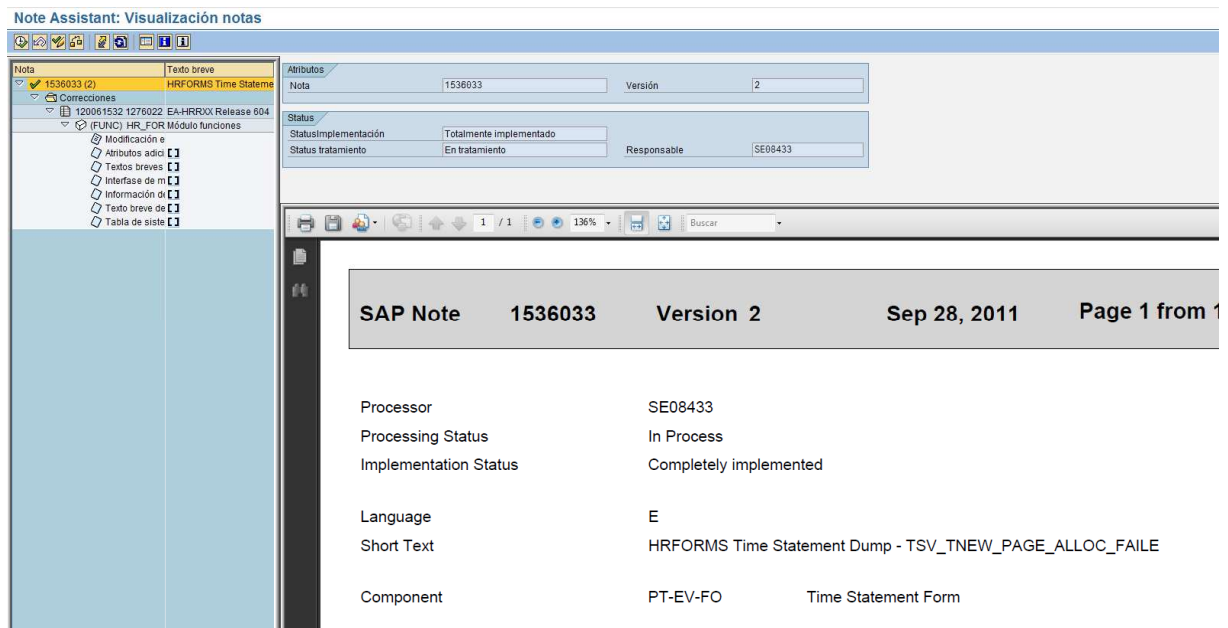 Note Assistant: Visualización notas
Nota Texto breve
1536033 (2) HRFORMS Time Stateme
Correcciones
120061532 1276022 EA-HRRXX Release 604
(FUNC) HR_FOR Módulo funciones
Modificación e
Atributos adici
Textos breves
Interfase de m
Información de
Texto breve de
Tabla de siste
Atributos
Nota 1536033 Versión 2
Status
StatusImplementación Totalmente implementado
Status tratamiento En tratamiento Responsable SE08433
1 / 1 136% Buscar
SAP Note 1536033 Version 2 Sep 28, 2011 Page 1 from 1
Processor SE08433
Processing Status In Process
Implementation Status Completely implemented
Language E
Short Text HRFORMS Time Statement Dump - TSV_TNEW_PAGE_ALLOC_FAILE
Component PT-EV-FO Time Statement Form